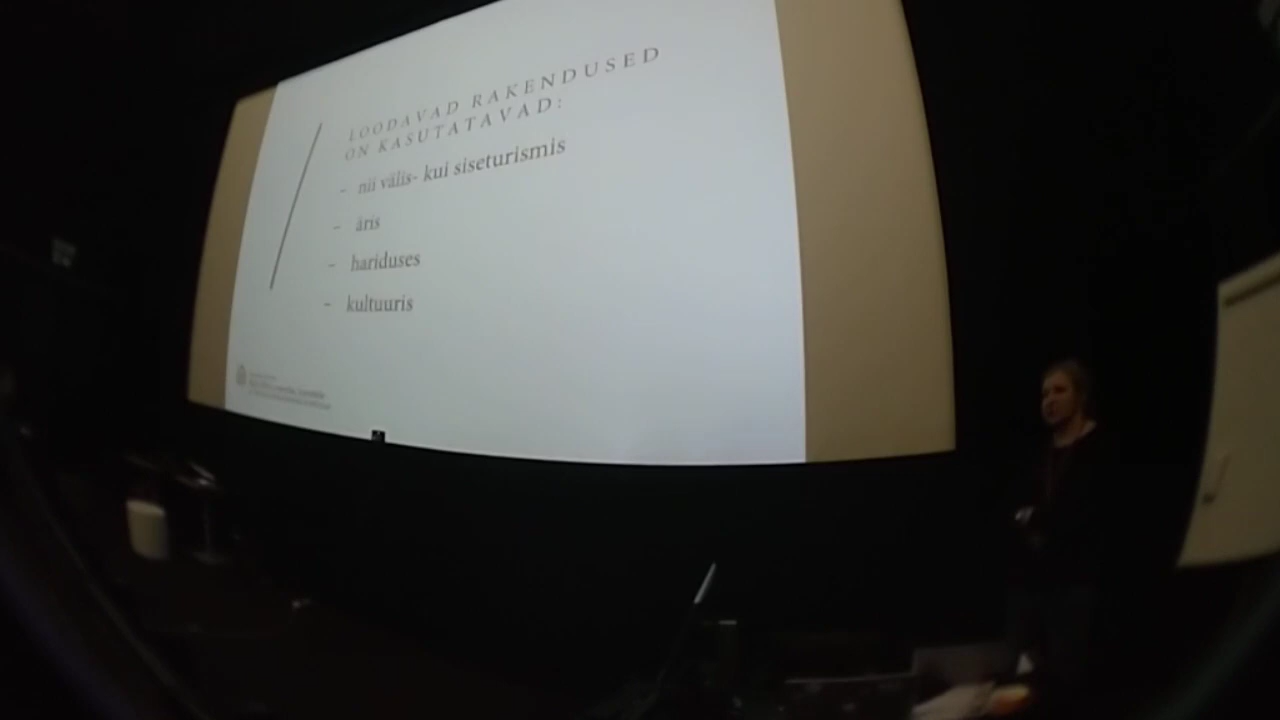 LOODAVAD RAKENDUSED
ON KASUTATAVAD:
- nii välis- kui siseturismis
- äris
- hariduses
- kultuuris